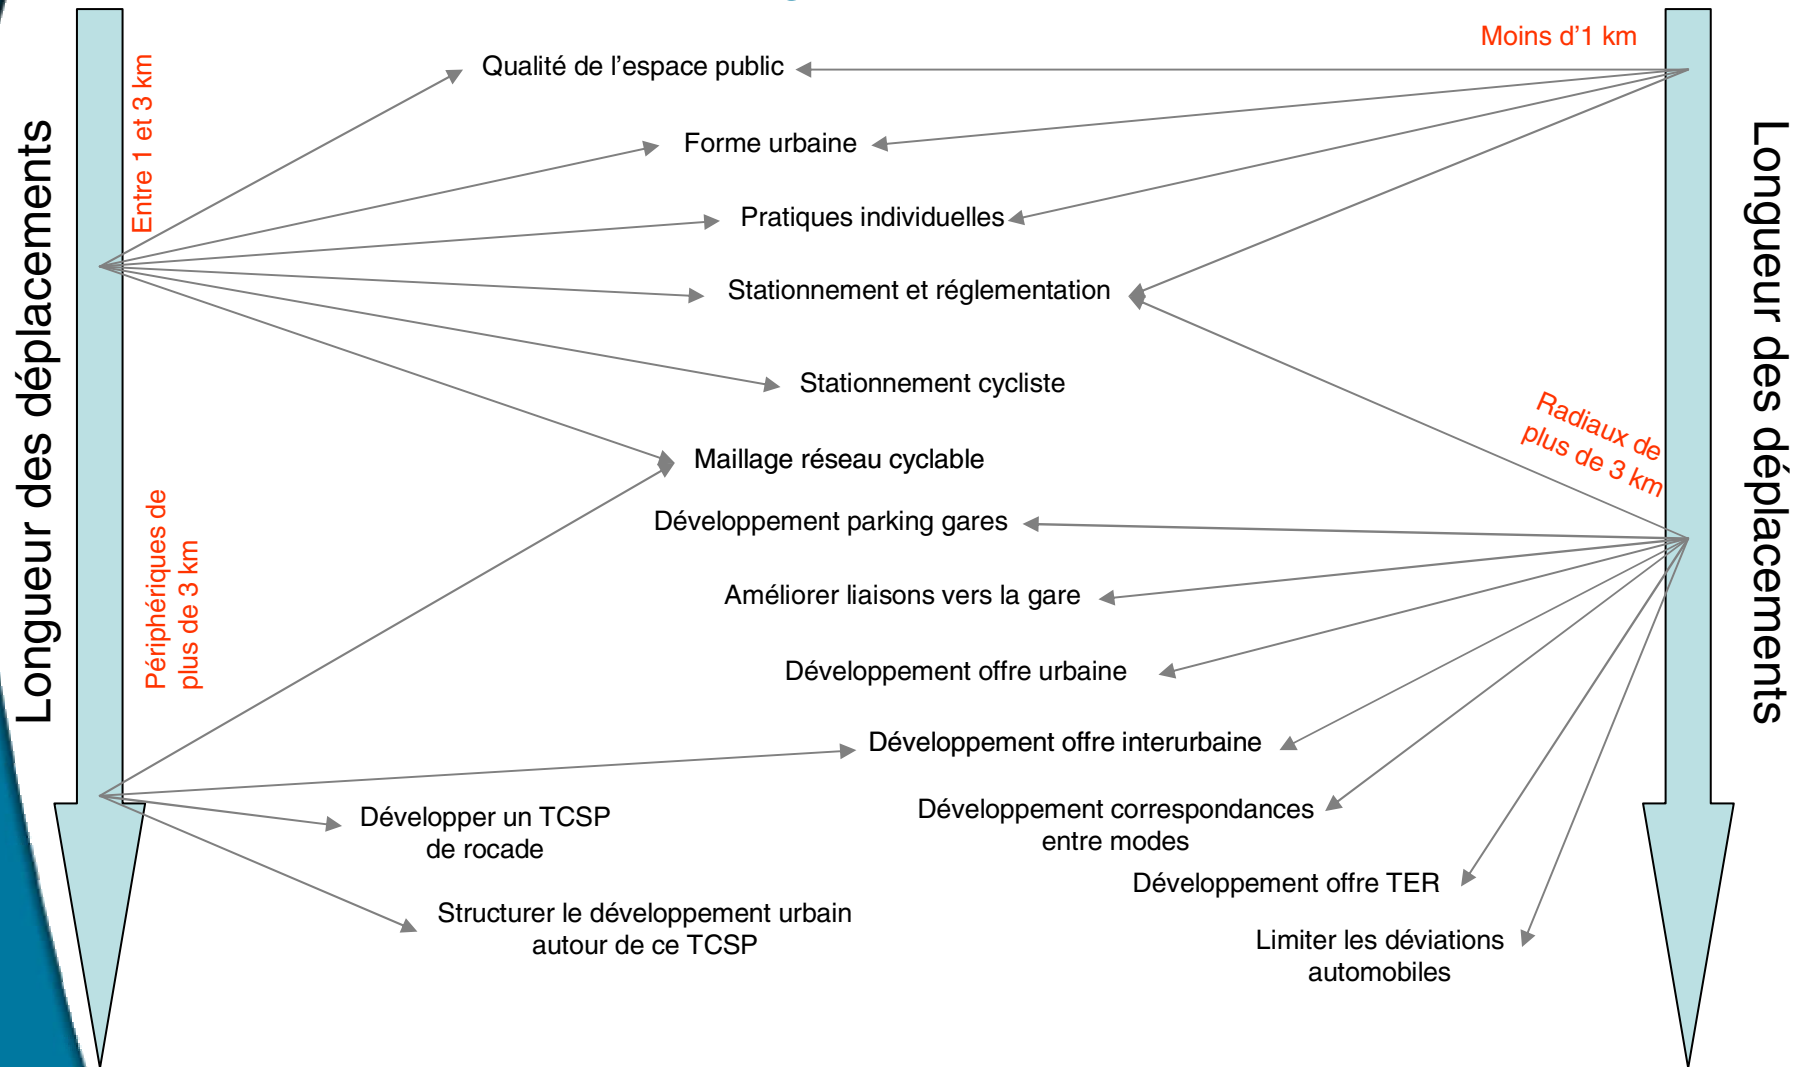 Moins d’1 km
Qualité de l’espace public
Entre 1 et 3 km
Forme urbaine
Longueur des déplacements
Longueur des déplacements
Pratiques individuelles
Stationnement et réglementation
Stationnement cycliste
Radiaux de
plus de 3 km
Maillage réseau cyclable
Périphériques de
plus de 3 km
Développement parking gares
Améliorer liaisons vers la gare
Développement offre urbaine
Développement offre interurbaine
Développer un TCSP
de rocade
Développement correspondances
entre modes
Développement offre TER
Structurer le développement urbain
autour de ce TCSP
Limiter les déviations
automobiles